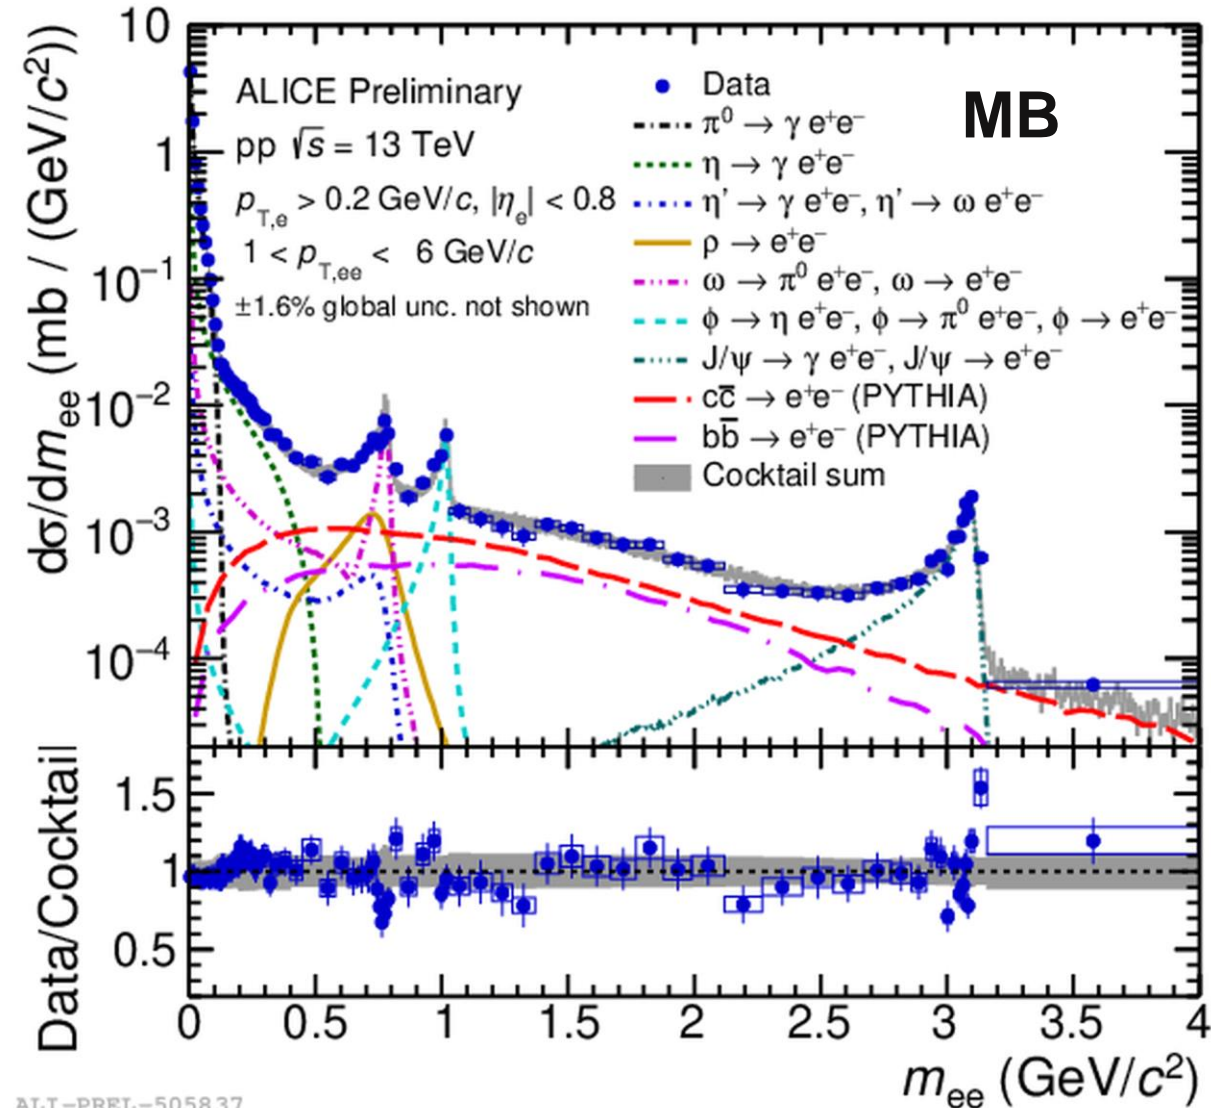 10
1
10⁻¹
10⁻²
10⁻³
10⁻⁴
dσ/dm_ee (mb / (GeV/c²))
ALICE Preliminary
pp √s = 13 TeV
p_T,e > 0.2 GeV/c, |η_e| < 0.8
1 < p_T,ee < 6 GeV/c
±1.6% global unc. not shown
MB
Data
π⁰ → γ e⁺e⁻
η → γ e⁺e⁻
η' → γ e⁺e⁻, η' → ω e⁺e⁻
ρ → e⁺e⁻
ω → π⁰ e⁺e⁻, ω → e⁺e⁻
ϕ → η e⁺e⁻, ϕ → π⁰ e⁺e⁻, ϕ → e⁺e⁻
J/ψ → γ e⁺e⁻, J/ψ → e⁺e⁻
cc̅ → e⁺e⁻ (PYTHIA)
bb̅ → e⁺e⁻ (PYTHIA)
Cocktail sum
Data/Cocktail
1.5
1
0.5
0 0.5 1 1.5 2 2.5 3 3.5 4
m_ee (GeV/c²)
ALI-PREL-505837